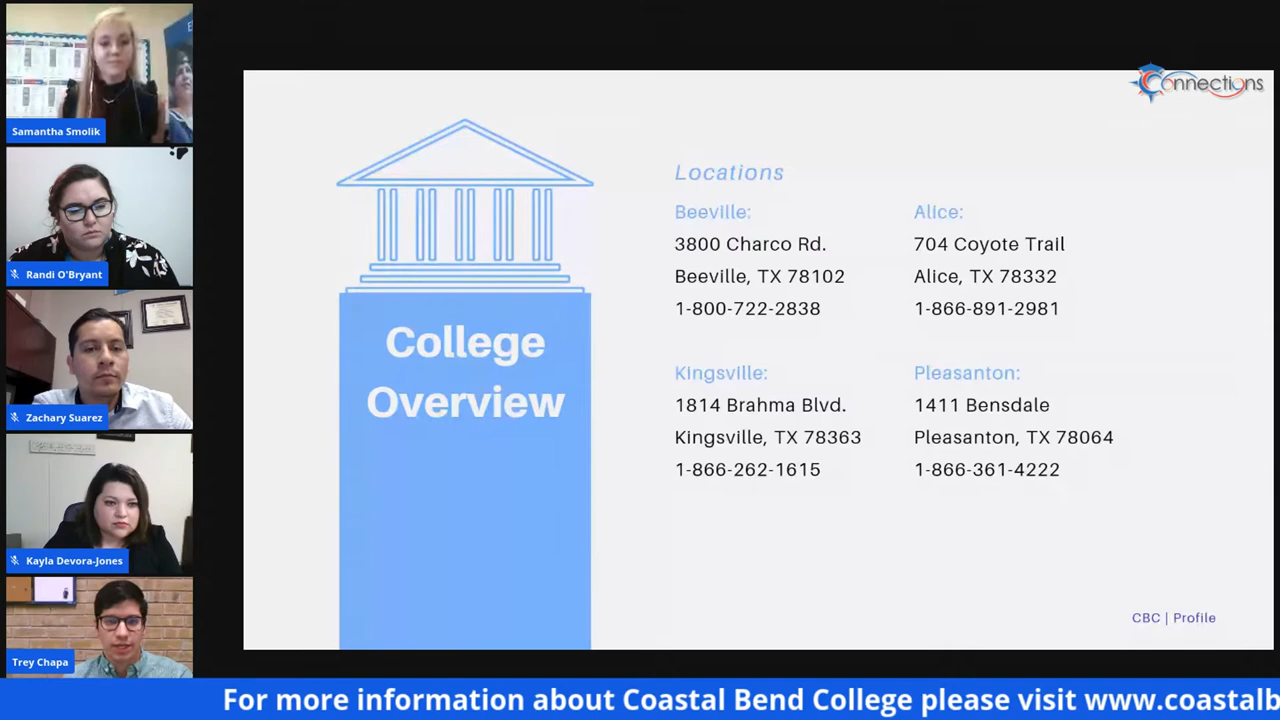 Samantha Smolik
Randi O'Bryant
Zachary Suarez
Kayla Devora-Jones
Trey Chapa
Connections
College
Overview
Locations
Beeville:
3800 Charco Rd.
Beeville, TX 78102
1-800-722-2838
Alice:
704 Coyote Trail
Alice, TX 78332
1-866-891-2981
Kingsville:
1814 Brahma Blvd.
Kingsville, TX 78363
1-866-262-1615
Pleasanton:
1411 Bensdale
Pleasanton, TX 78064
1-866-361-4222
CBC | Profile
For more information about Coastal Bend College please visit www.coastalb